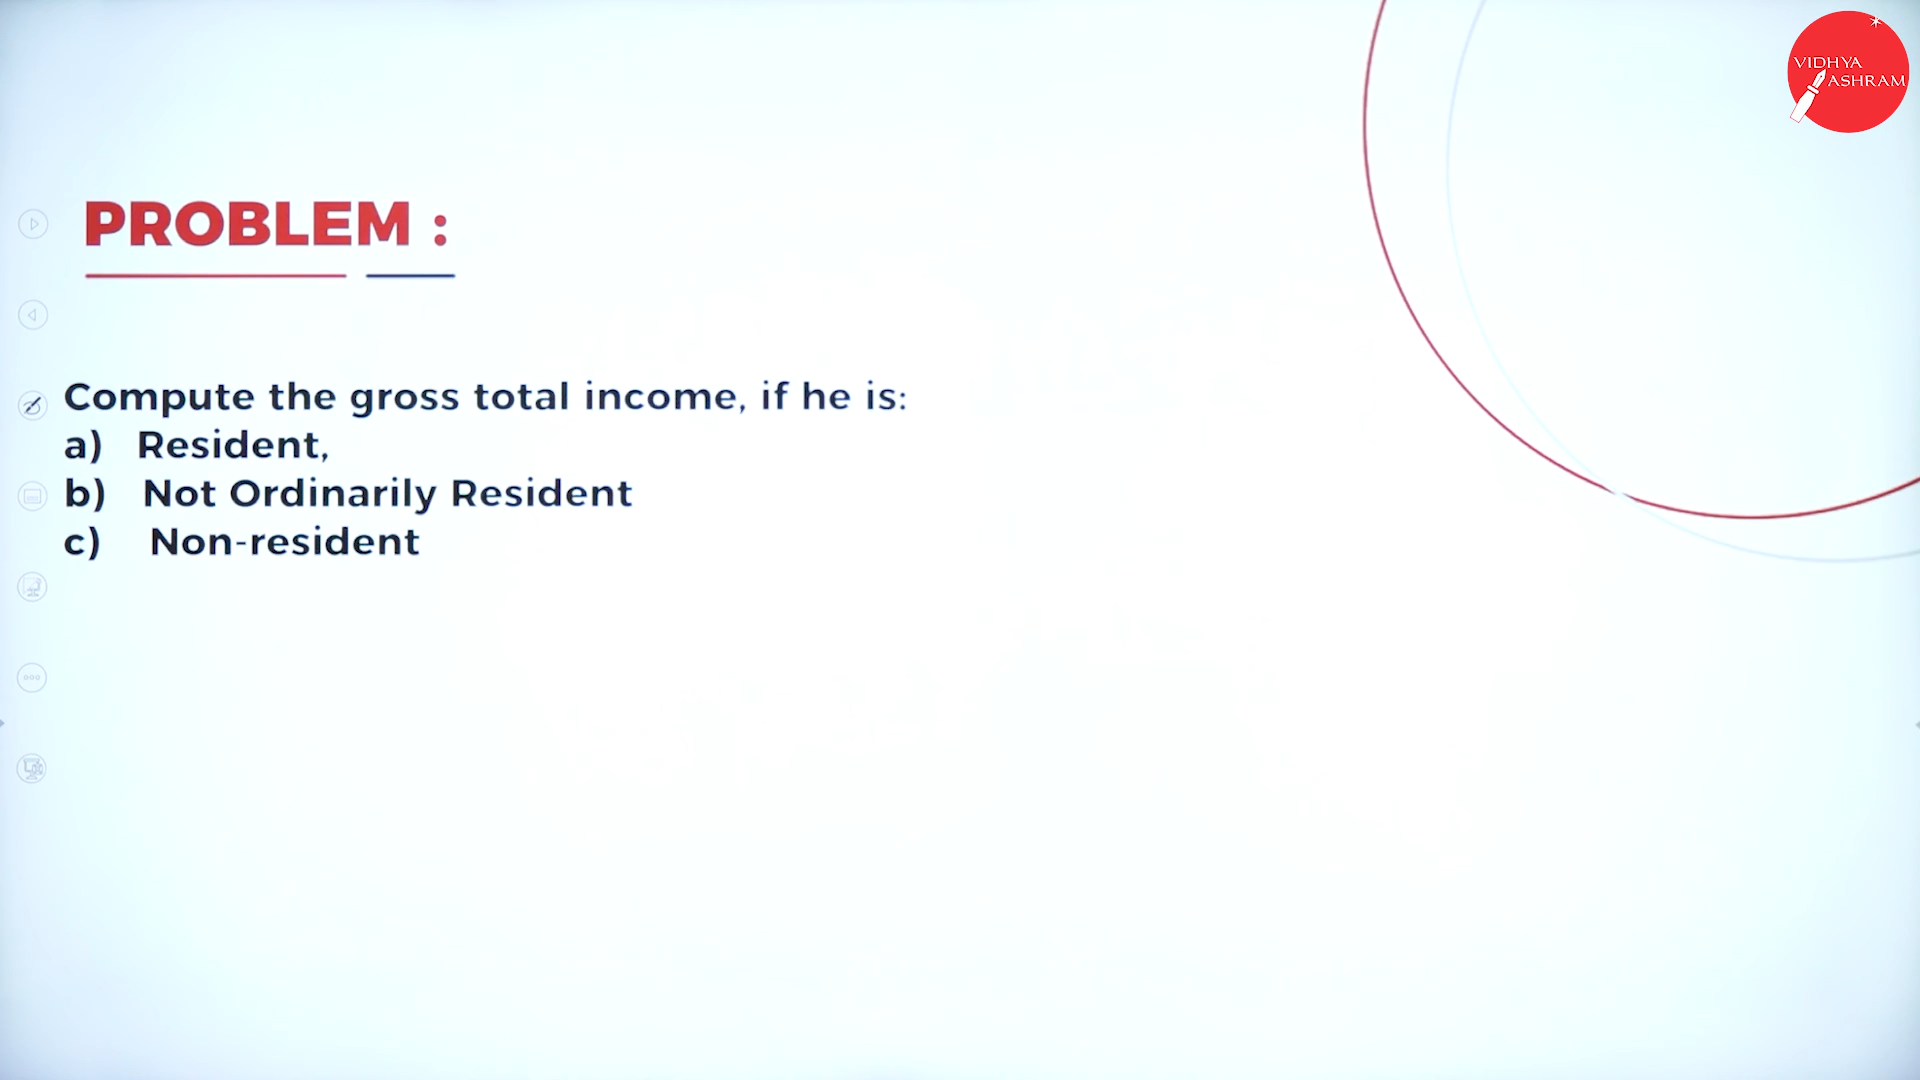 VIDHYA
ASHRAM
PROBLEM :
Compute the gross total income, if he is:
a) Resident,
b) Not Ordinarily Resident
c) Non-resident